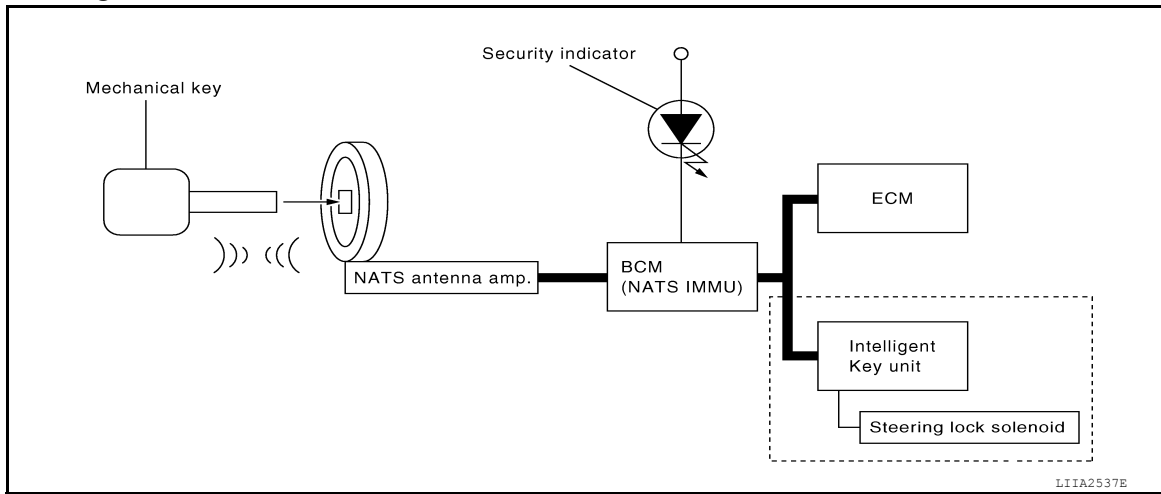 Security indicator
Mechanical key
ECM
NATS antenna amp.
BCM
(NATS IMMU)
Intelligent
Key unit
Steering lock solenoid
LIIA2537E